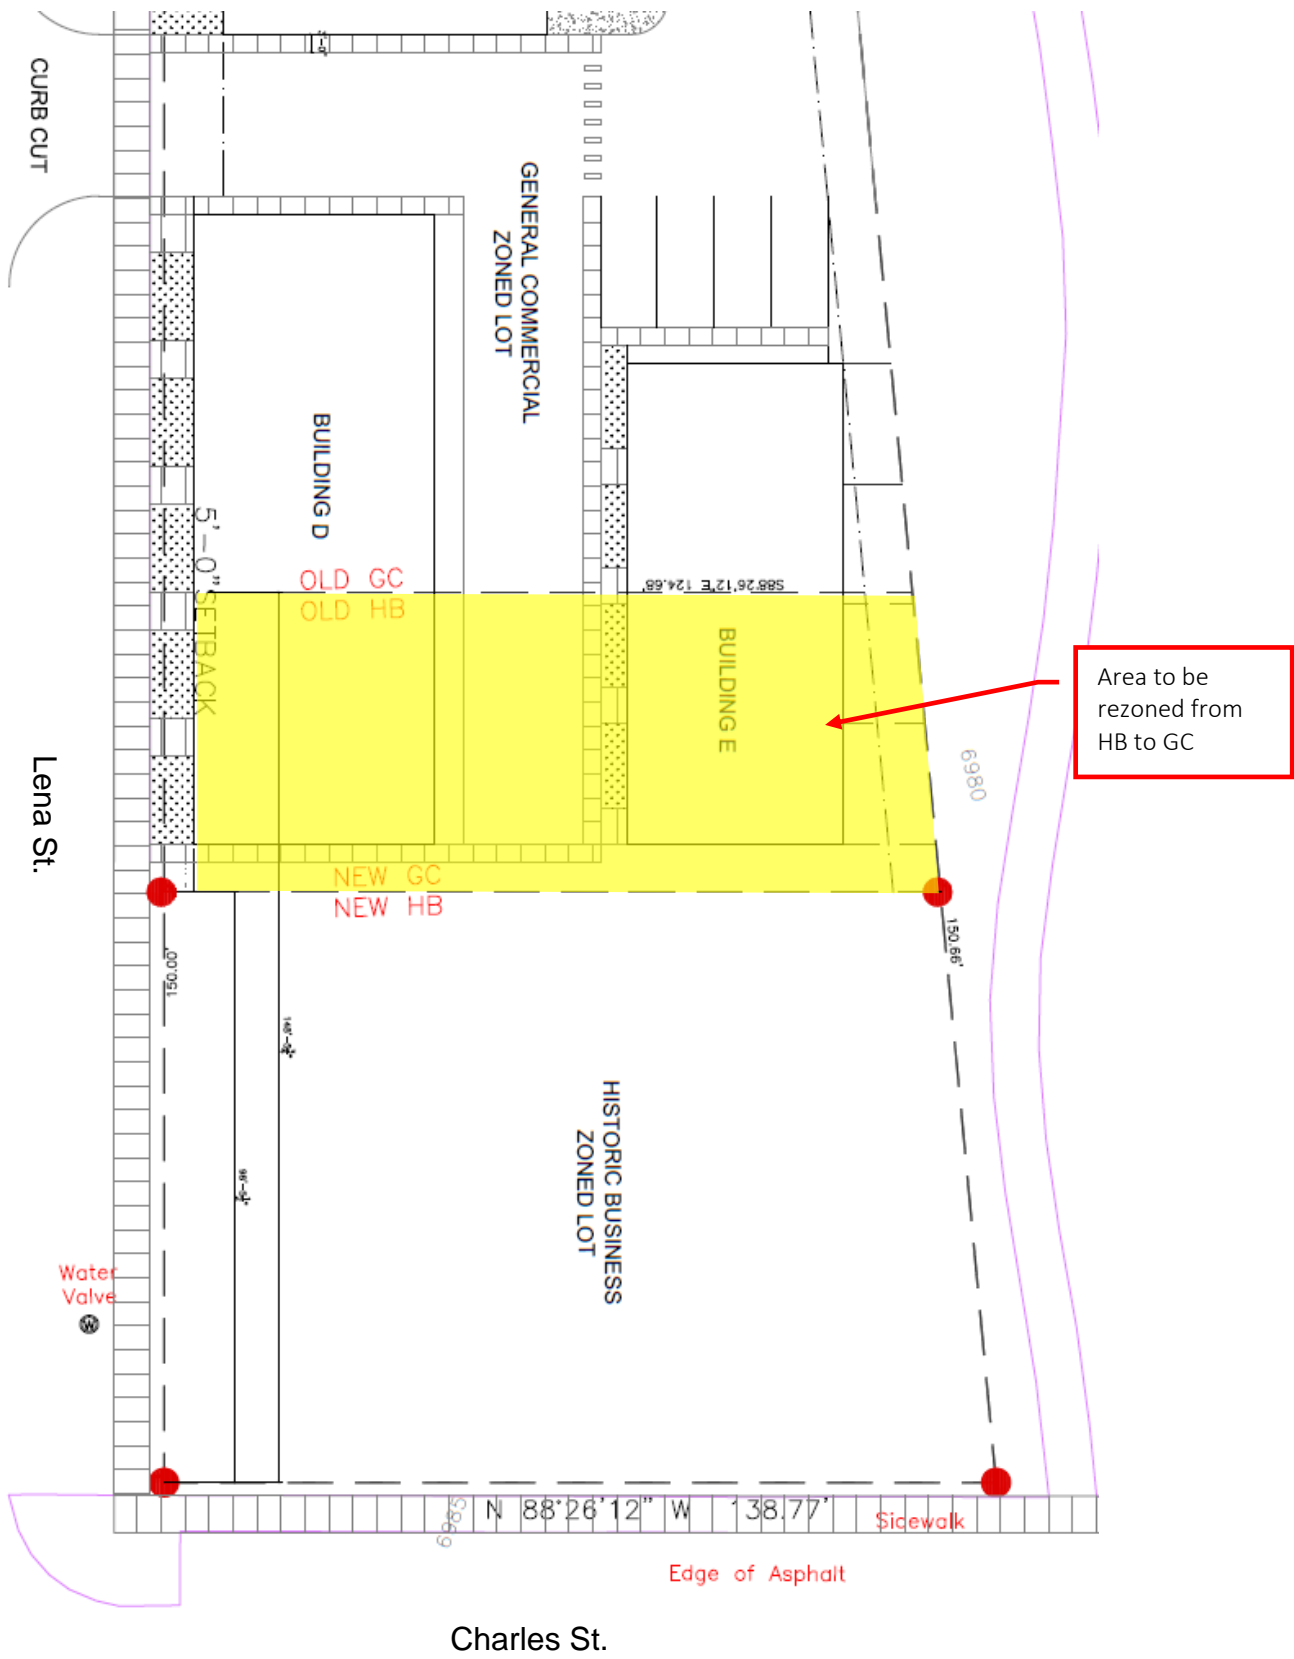 CURB CUT
GENERAL COMMERCIAL
ZONED LOT
BUILDING D
5'-0" SETBACK
OLD GC
OLD HB
S88°26'12"E 124.68'
BUILDING E
Area to be
rezoned from
HB to GC
6980
Lena St.
NEW GC
NEW HB
150.00'
150.66'
HISTORIC BUSINESS
ZONED LOT
Water
Valve
W
N 88°26'12" W 138.77'
6985
Sidewalk
Edge of Asphalt
Charles St.